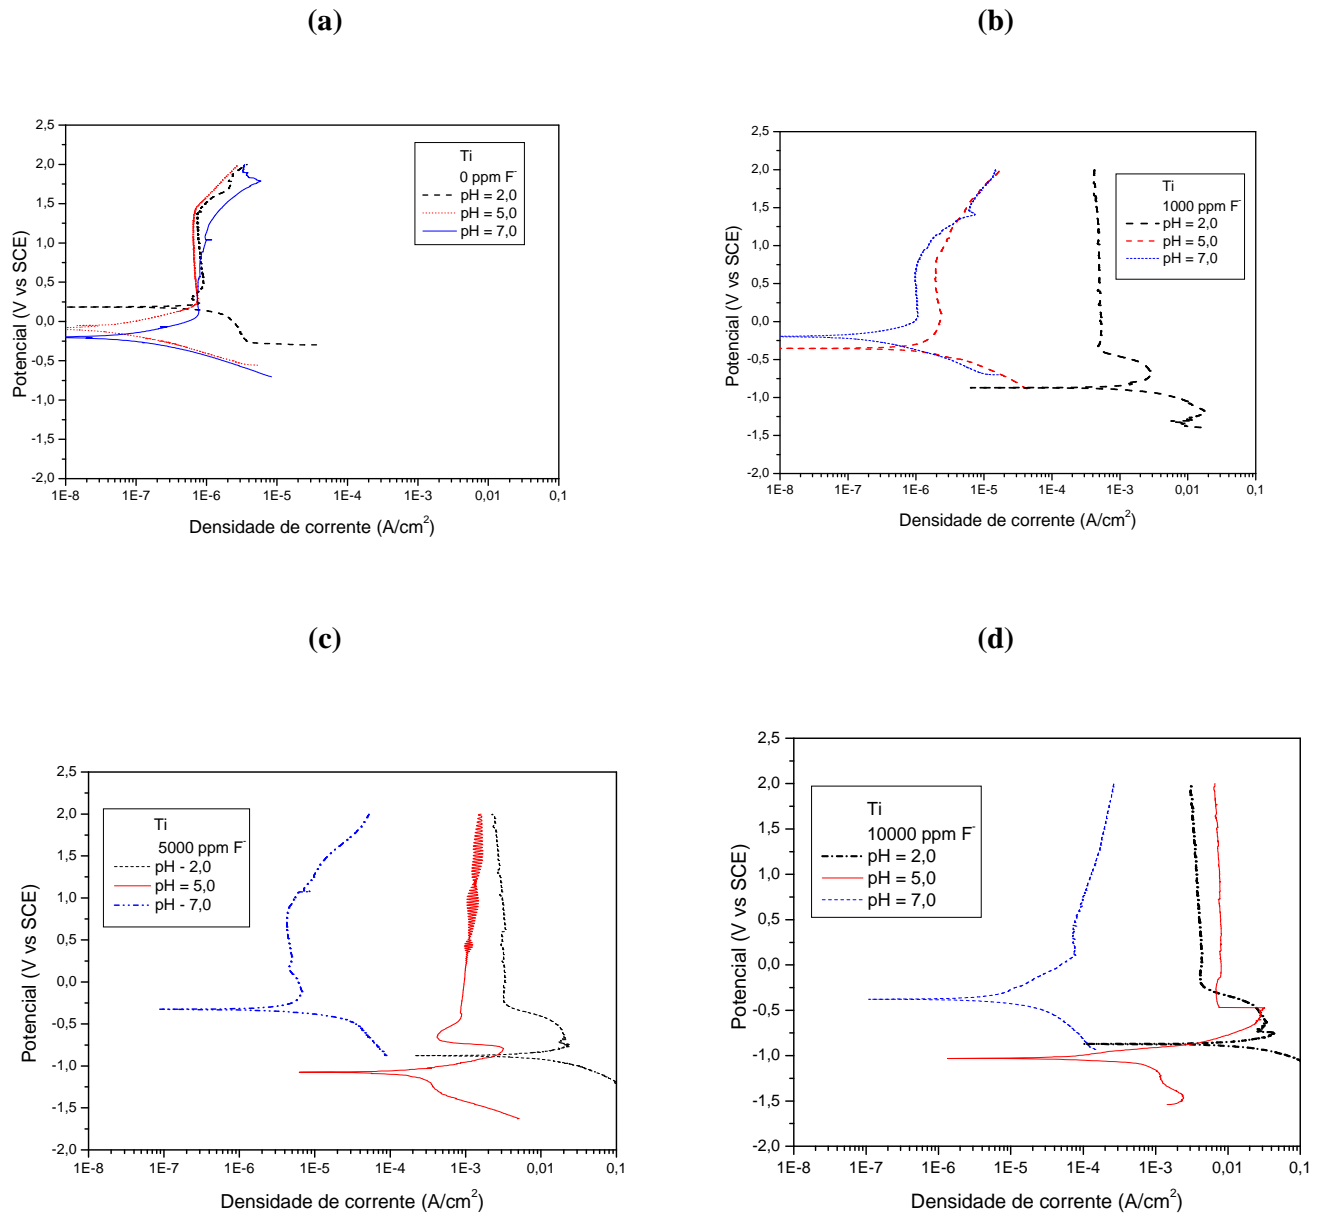 (a)
Potencial (V vs SCE)
2,5
2,0
1,5
1,0
0,5
0,0
-0,5
-1,0
-1,5
-2,0
Ti
0 ppm F-
pH = 2,0
pH = 5,0
pH = 7,0
1E-8 1E-7 1E-6 1E-5 1E-4 1E-3 0,01 0,1
Densidade de corrente (A/cm2)
(b)
Potencial (V vs SCE)
2,5
2,0
1,5
1,0
0,5
0,0
-0,5
-1,0
-1,5
-2,0
Ti
1000 ppm F-
pH = 2,0
pH = 5,0
pH = 7,0
1E-8 1E-7 1E-6 1E-5 1E-4 1E-3 0,01 0,1
Densidade de corrente (A/cm2)
(c)
Potencial (V vs SCE)
2,5
2,0
1,5
1,0
0,5
0,0
-0,5
-1,0
-1,5
-2,0
Ti
5000 ppm F-
pH - 2,0
pH = 5,0
pH - 7,0
1E-8 1E-7 1E-6 1E-5 1E-4 1E-3 0,01 0,1
Densidade de corrente (A/cm2)
(d)
Potencial (V vs SCE)
2,5
2,0
1,5
1,0
0,5
0,0
-0,5
-1,0
-1,5
-2,0
Ti
10000 ppm F-
pH = 2,0
pH = 5,0
pH = 7,0
1E-8 1E-7 1E-6 1E-5 1E-4 1E-3 0,01 0,1
Densidade de corrente (A/cm2)